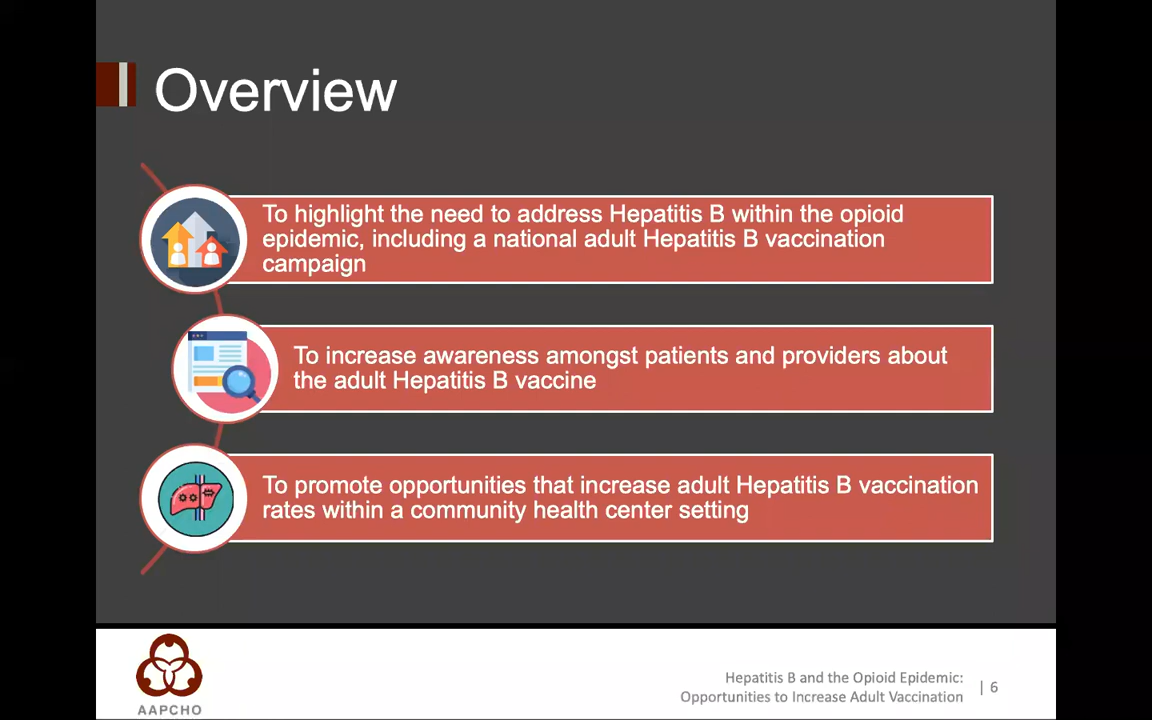 Overview
To highlight the need to address Hepatitis B within the opioid
epidemic, including a national adult Hepatitis B vaccination
campaign
To increase awareness amongst patients and providers about
the adult Hepatitis B vaccine
To promote opportunities that increase adult Hepatitis B vaccination
rates within a community health center setting
AAPCHO
Hepatitis B and the Opioid Epidemic:
Opportunities to Increase Adult Vaccination
| 6